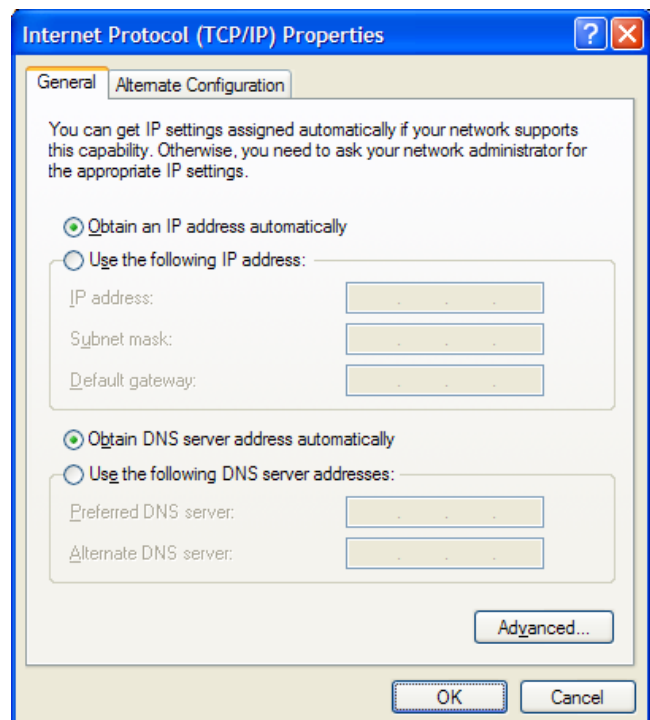 Internet Protocol (TCP/IP) Properties
General
Alternate Configuration
You can get IP settings assigned automatically if your network supports
this capability. Otherwise, you need to ask your network administrator for
the appropriate IP settings.
Obtain an IP address automatically
Use the following IP address:
IP address:
Subnet mask:
Default gateway:
Obtain DNS server address automatically
Use the following DNS server addresses:
Preferred DNS server:
Alternate DNS server:
Advanced...
OK
Cancel